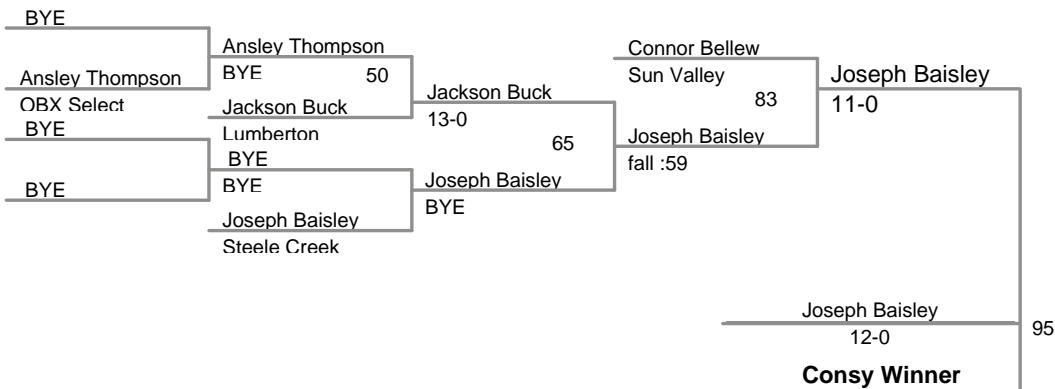 BYE
Ansley Thompson
OBX Select
BYE
BYE
Ansley Thompson
BYE
50
Jackson Buck
Lumberton
BYE
BYE
Joseph Baisley
Steele Creek
Jackson Buck
13-0
65
Joseph Baisley
BYE
Connor Bellew
Sun Valley
83
Joseph Baisley
fall :59
Joseph Baisley
11-0
Joseph Baisley
12-0
95
Consy Winner